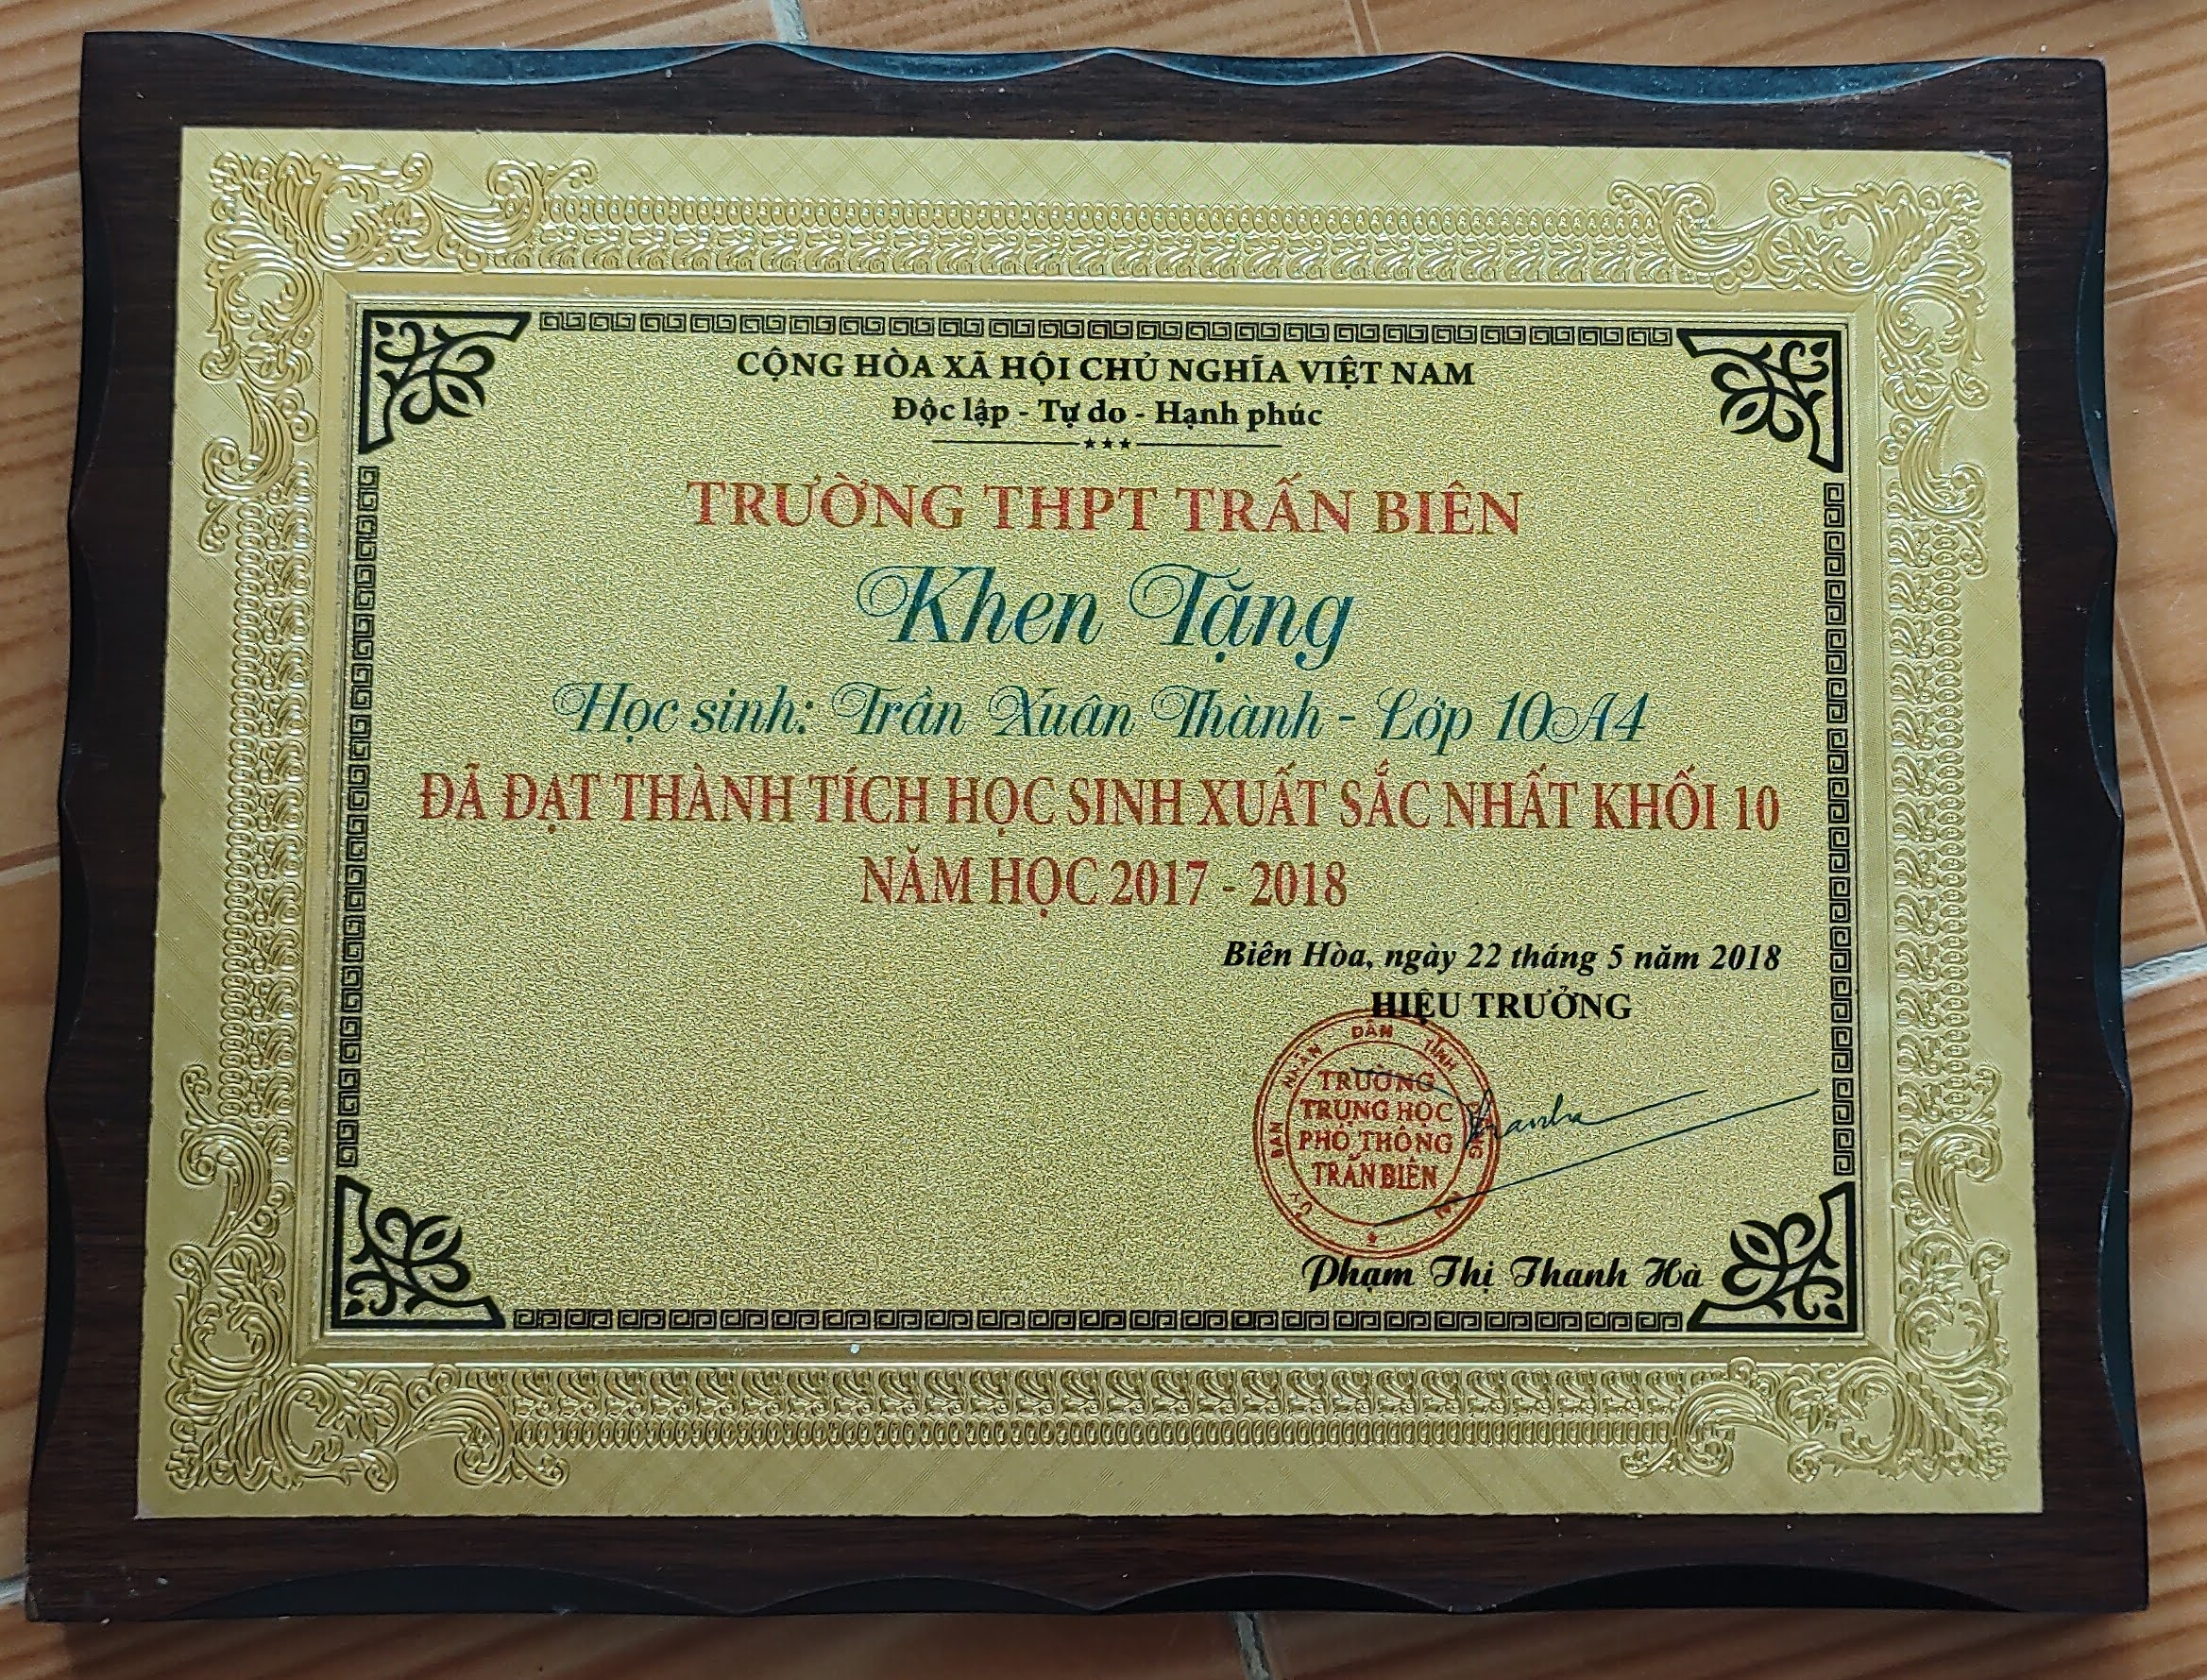 CỘNG HÒA XÃ HỘI CHỦ NGHĨA VIỆT NAM
Độc lập - Tự do - Hạnh phúc
TRƯỜNG THPT TRẤN BIÊN
Khen Tặng
Học sinh: Trần Xuân Thành - Lớp 10A4
ĐÃ ĐẠT THÀNH TÍCH HỌC SINH XUẤT SẮC NHẤT KHỐI 10
NĂM HỌC 2017 - 2018
Biên Hòa, ngày 22 tháng 5 năm 2018
HIỆU TRƯỞNG
ỦY BAN NHÂN DÂN TỈNH
TRƯỜNG
TRUNG HỌC
PHỔ THÔNG
TRẤN BIÊN
Phạm Thị Thanh Hà